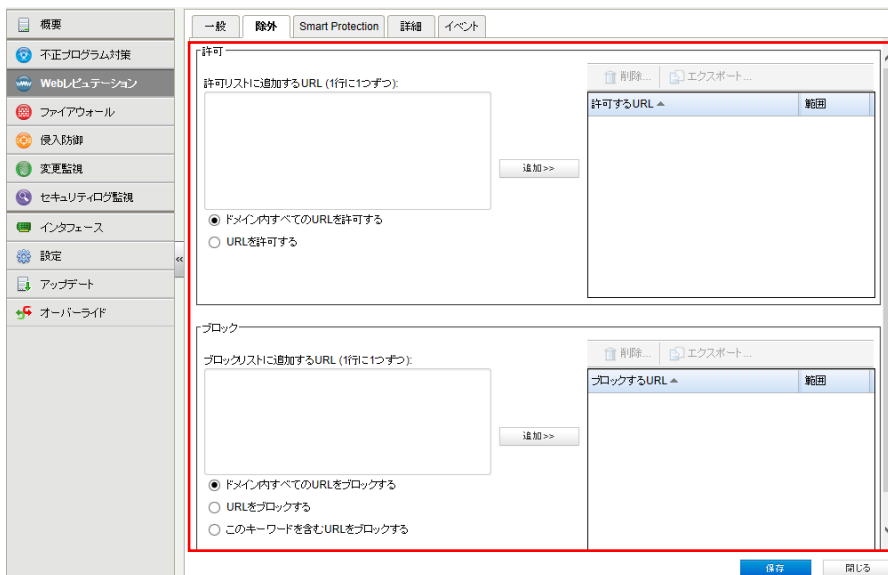 概要
不正プログラム対策
Webレピュテーション
ファイアウォール
侵入防御
変更監視
セキュリティログ監視
インタフェース
設定
アップデート
オーバーライド
«
一般 除外 Smart Protection 詳細 イベント
許可
許可リストに追加するURL (1行に1つずつ):
追加>>
ドメイン内すべてのURLを許可する
URLを許可する
削除... エクスポート...
許可するURL 範囲
ブロック
ブロックリストに追加するURL (1行に1つずつ):
追加>>
ドメイン内すべてのURLをブロックする
URLをブロックする
このキーワードを含むURLをブロックする
削除... エクスポート...
ブロックするURL 範囲
保存 閉じる